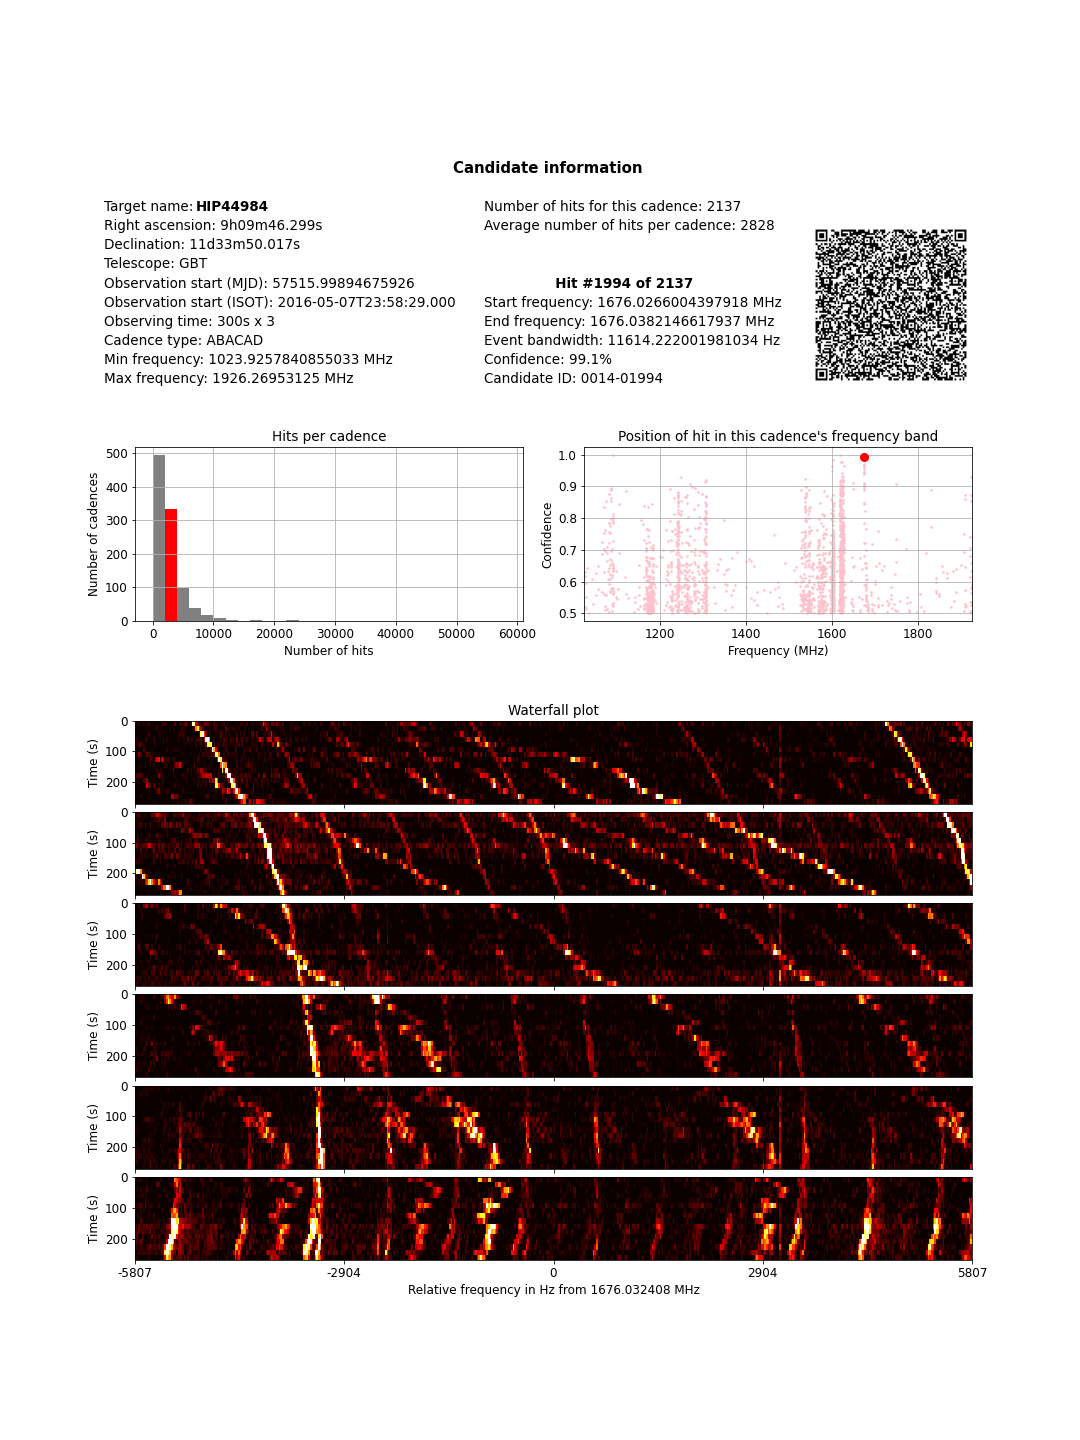 Candidate information
Target name: HIP44984
Right ascension: 9h09m46.299s
Declination: 11d33m50.017s
Telescope: GBT
Observation start (MJD): 57515.99894675926
Observation start (ISOT): 2016-05-07T23:58:29.000
Observing time: 300s x 3
Cadence type: ABACAD
Min frequency: 1023.9257840855033 MHz
Max frequency: 1926.26953125 MHz
Number of hits for this cadence: 2137
Average number of hits per cadence: 2828
Hit #1994 of 2137
Start frequency: 1676.0266004397918 MHz
End frequency: 1676.0382146617937 MHz
Event bandwidth: 11614.222001981034 Hz
Confidence: 99.1%
Candidate ID: 0014-01994
Hits per cadence
Number of cadences
500
400
300
200
100
0
0 10000 20000 30000 40000 50000 60000
Number of hits
Position of hit in this cadence's frequency band
Confidence
1.0
0.9
0.8
0.7
0.6
0.5
1200 1400 1600 1800
Frequency (MHz)
Waterfall plot
Time (s)
0
100
200
Time (s)
0
100
200
Time (s)
0
100
200
Time (s)
0
100
200
Time (s)
0
100
200
Time (s)
0
100
200
-5807 -2904 0 2904 5807
Relative frequency in Hz from 1676.032408 MHz